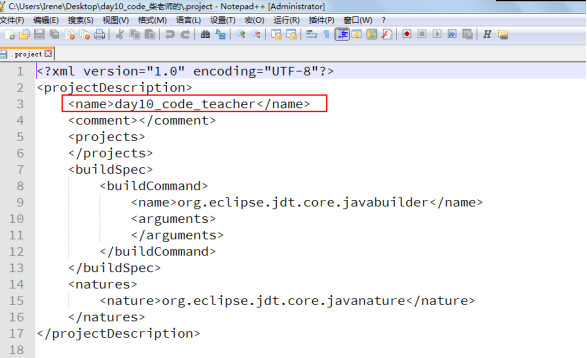 C:\Users\Irene\Desktop\day10_code_柴老师的\.project - Notepad++ [Administrator]
文件(F) 编辑(E) 搜索(S) 视图(V) 格式(M) 语言(L) 设置(T) 宏(O) 运行(R) 插件(P) 窗口(W) ?
.project
1 <?xml version="1.0" encoding="UTF-8"?>
2 <projectDescription>
3 <name>day10_code_teacher</name>
4 <comment></comment>
5 <projects>
6 </projects>
7 <buildSpec>
8 <buildCommand>
9 <name>org.eclipse.jdt.core.javabuilder</name>
10 <arguments>
11 </arguments>
12 </buildCommand>
13 </buildSpec>
14 <natures>
15 <nature>org.eclipse.jdt.core.javanature</nature>
16 </natures>
17 </projectDescription>
18